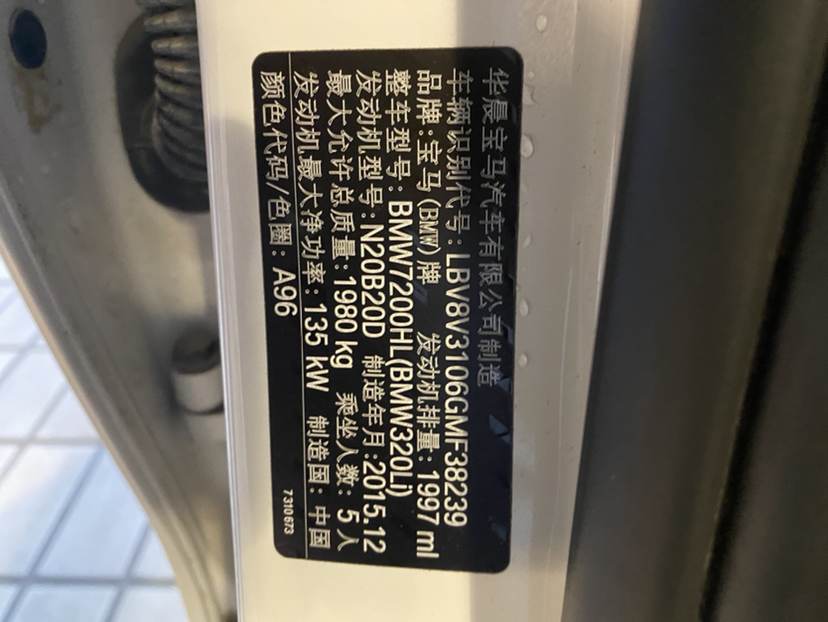 华晨宝马汽车有限公司制造
车辆识别代号:LBV8V3106GMF38239
品牌:宝马(BMW)牌 发动机排量:1997 ml
整车型号:BMW7200HL(BMW320Li)
发动机型号:N20B20D 制造年月:2015.12
最大允许总质量:1980 kg 乘坐人数:5人
发动机最大净功率:135 kW 制造国:中国
颜色代码/色圈:A96
7310673